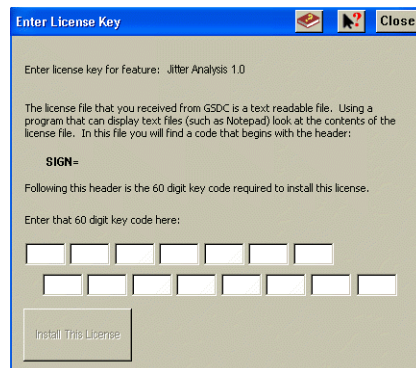 Enter License Key
? Close
Enter license key for feature: Jitter Analysis 1.0
The license file that you received from GSDC is a text readable file. Using a
program that can display text files (such as Notepad) look at the contents of the
license file. In this file you will find a code that begins with the header:
SIGN=
Following this header is the 60 digit key code required to install this license.
Enter that 60 digit key code here:
Install This License